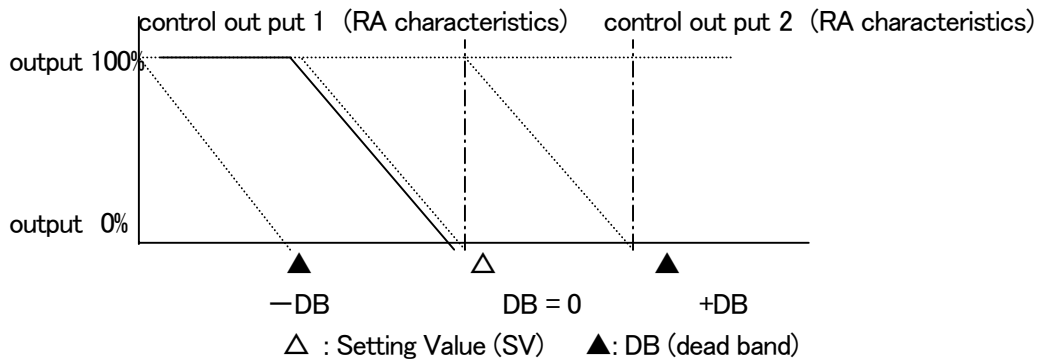 control out put 1 (RA characteristics) control out put 2 (RA characteristics)
output 100%
output 0%
▲ △ ▲
−DB DB = 0 +DB
△ : Setting Value (SV) ▲: DB (dead band)